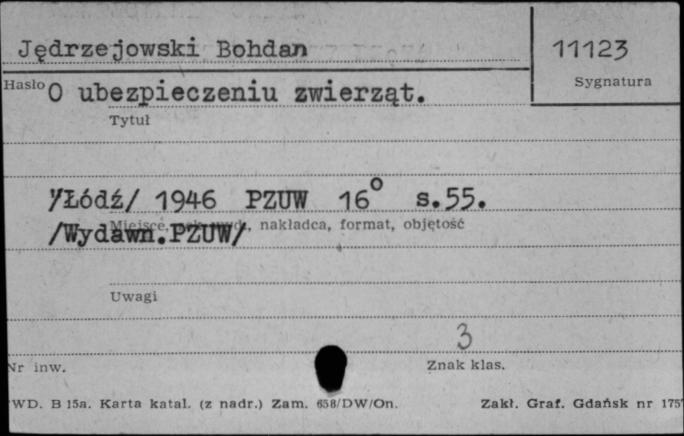 Jędrzejowski Bohdan 11123
Hasło Sygnatura
O ubezpieczeniu zwierząt.
Tytuł
/Łódź/ 1946 PZUW 16° s.55.
nakładca, format, objętość
/Wydawn.PZUW/
Uwagi
3
Nr inw. Znak klas.
WD. B 15a. Karta katal. (z nadr.) Zam. 658/DW/On. Zakł. Graf. Gdańsk nr 175